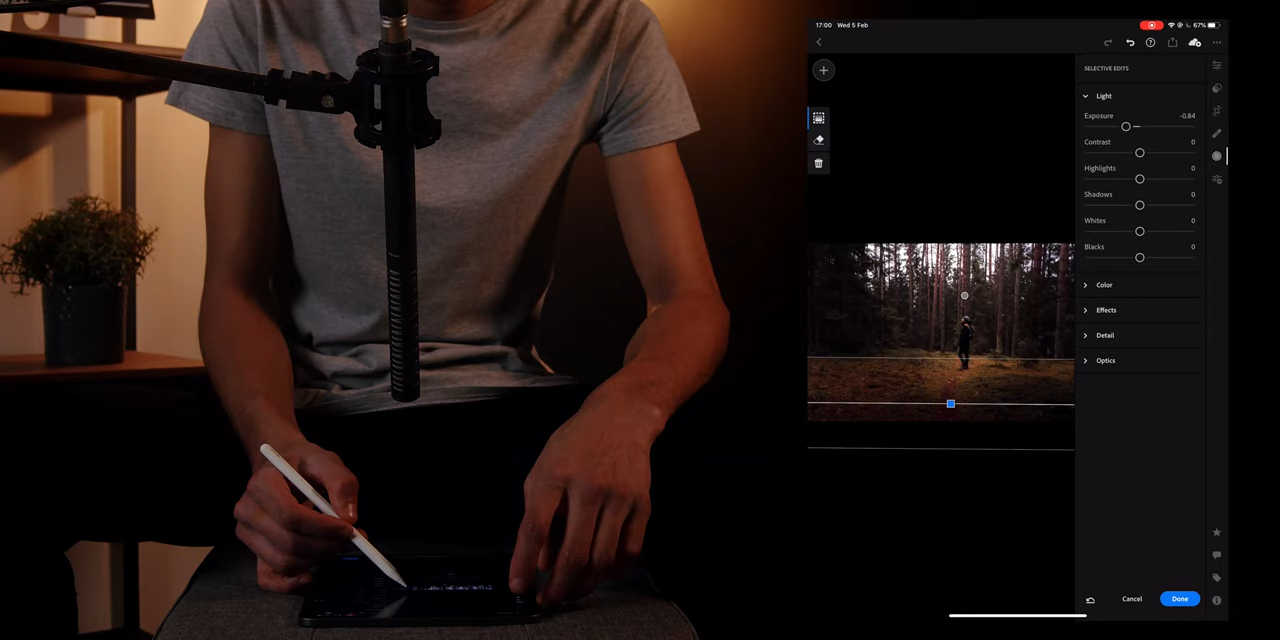 17:00 Wed 5 Feb
67%
SELECTIVE EDITS
Light
Exposure -0.84
Contrast 0
Highlights 0
Shadows 0
Whites 0
Blacks 0
Color
Effects
Detail
Optics
Cancel Done